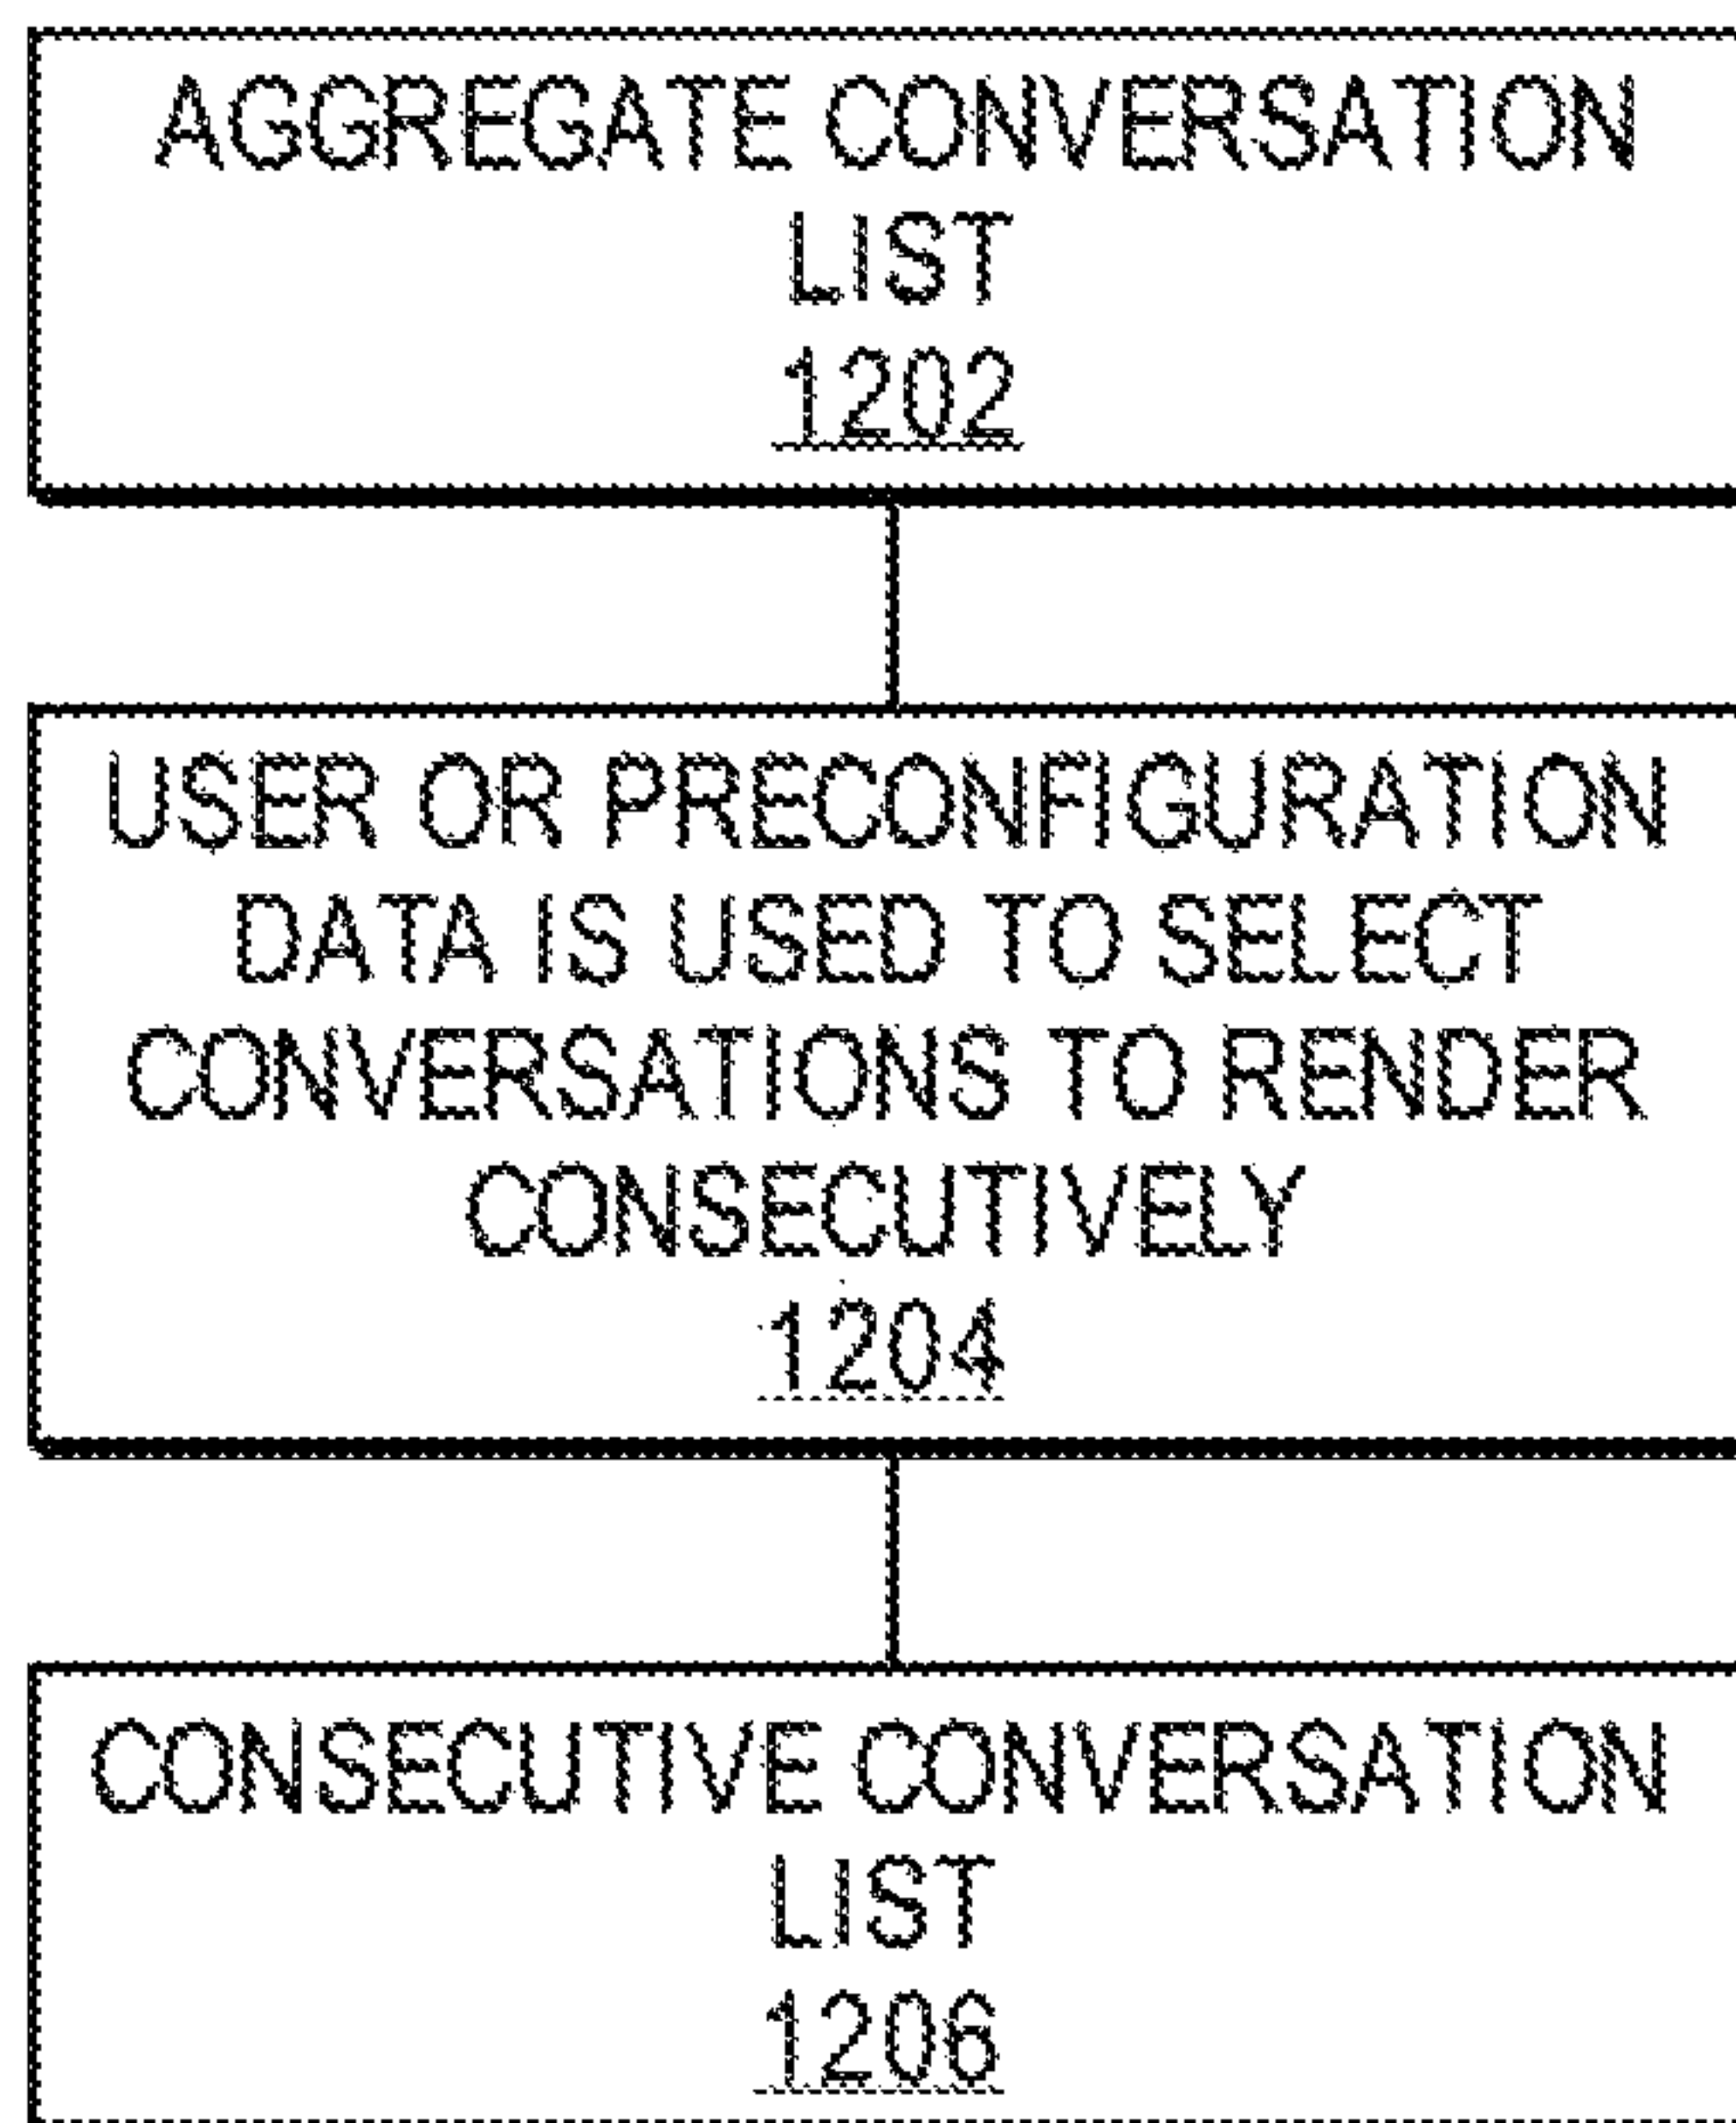 AGGREGATE CONVERSATION
LIST
1202
USER OR PRECONFIGURATION
DATA IS USED TO SELECT
CONVERSATIONS TO RENDER
CONSECUTIVELY
1204
CONSECUTIVE CONVERSATION
LIST
1206